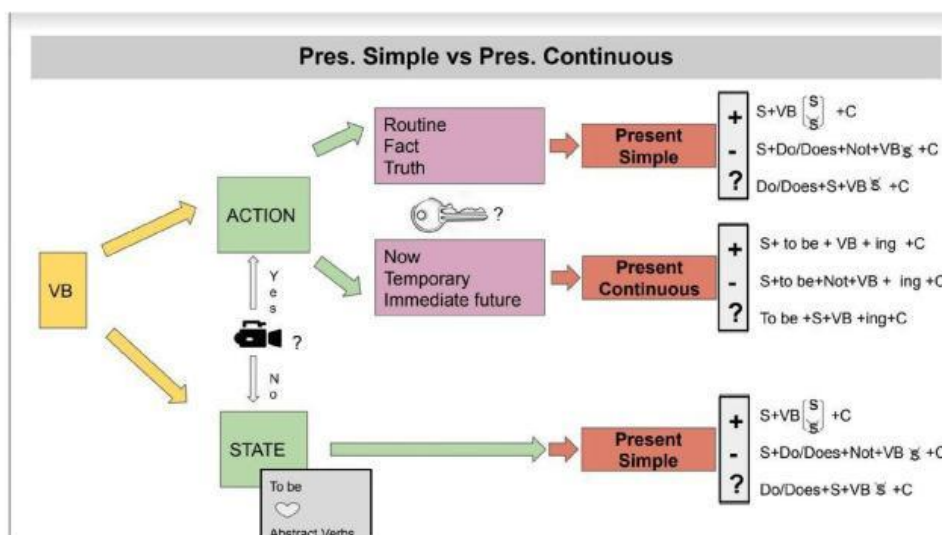 Pres. Simple vs Pres. Continuous
VB
ACTION
Yes
?
No
STATE
To be
Abstract Verbs
Routine
Fact
Truth
?
Now
Temporary
Immediate future
Present
Simple
+ S+VB [S S] +C
- S+Do/Does+Not+VB s +C
? Do/Does+S+VB s +C
Present
Continuous
+ S+ to be + VB + ing +C
- S+to be+Not+VB + ing +C
? To be +S+VB +ing+C
Present
Simple
+ S+VB [S S] +C
- S+Do/Does+Not+VB s +C
? Do/Does+S+VB s +C